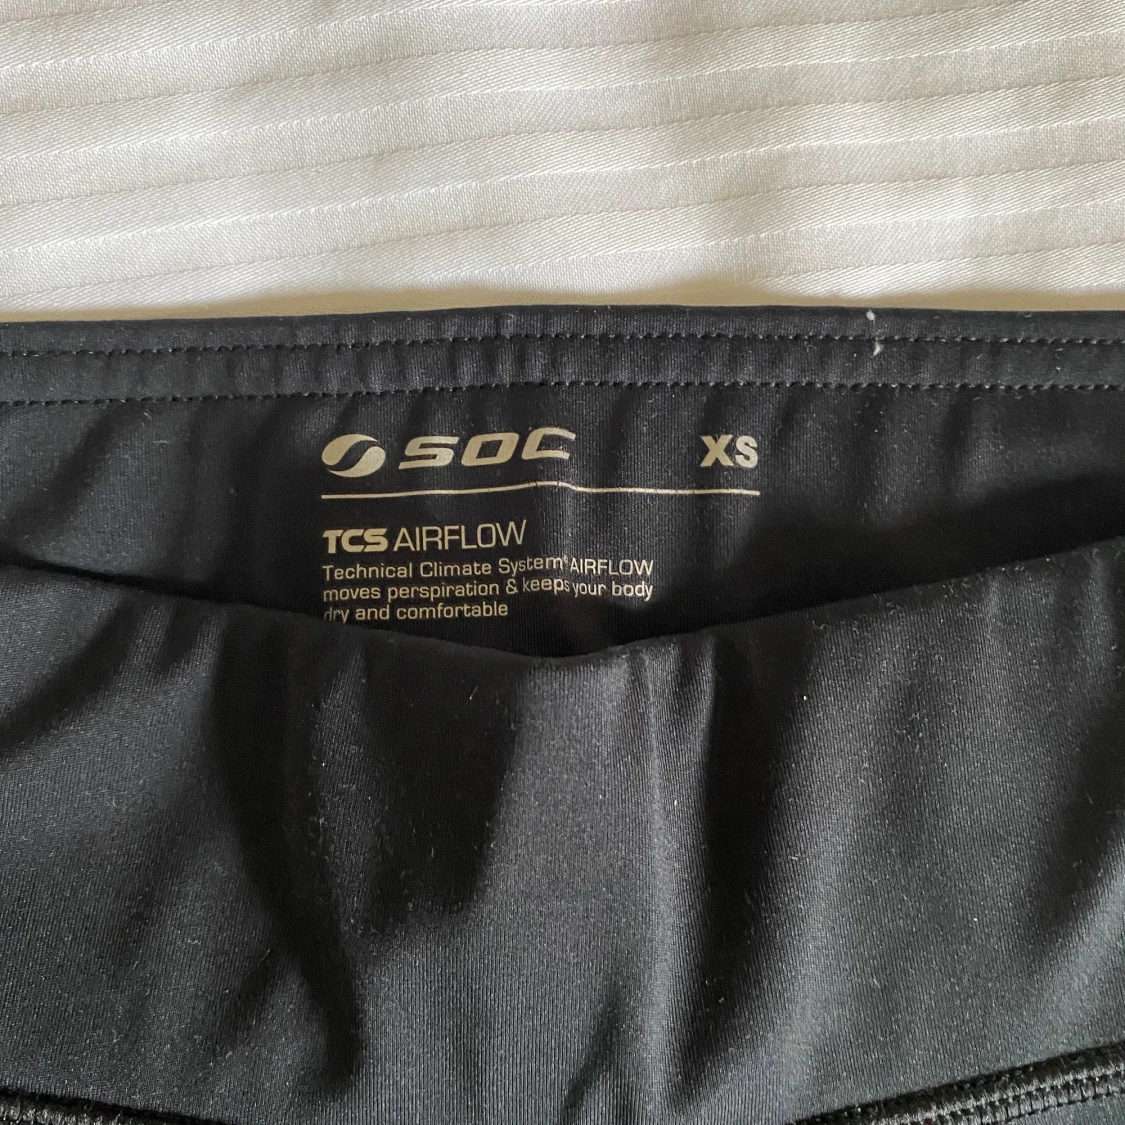 SOC XS
TCS AIRFLOW
Technical Climate System® AIRFLOW
moves perspiration & keeps your body
dry and comfortable